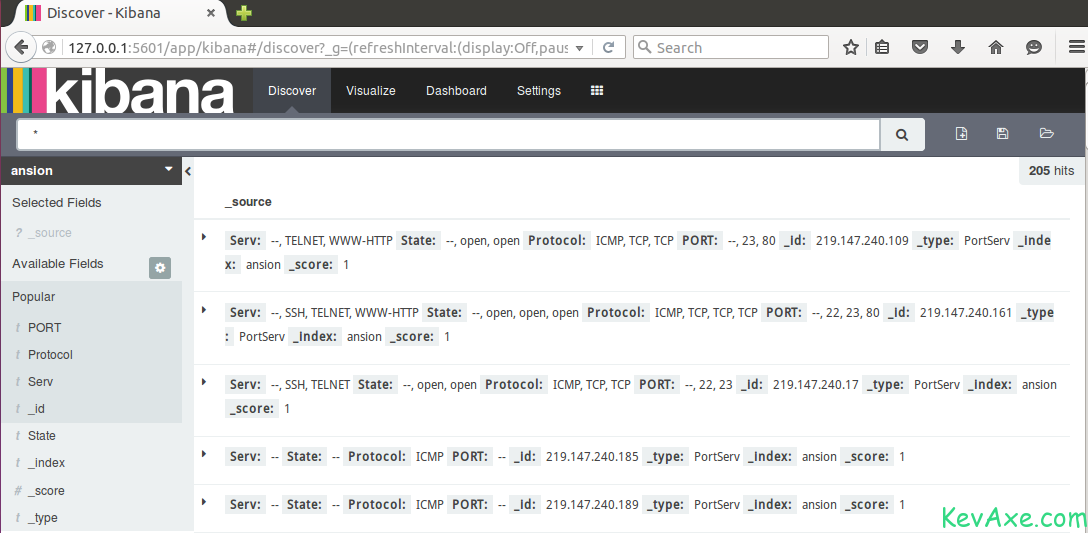 Discover - Kibana
127.0.0.1:5601/app/kibana#/discover?_g=(refreshInterval:(display:Off,paus
Search
kibana
Discover
Visualize
Dashboard
Settings
*
ansion
205 hits
Selected Fields
? _source
Available Fields
Popular
t PORT
t Protocol
t Serv
t _id
t State
t _index
# _score
t _type
_source
Serv: --, TELNET, WWW-HTTP State: --, open, open Protocol: ICMP, TCP, TCP PORT: --, 23, 80 _id: 219.147.240.109 _type: PortServ _inde
x: ansion _score: 1
Serv: --, SSH, TELNET, WWW-HTTP State: --, open, open, open Protocol: ICMP, TCP, TCP, TCP PORT: --, 22, 23, 80 _id: 219.147.240.161 _type
: PortServ _index: ansion _score: 1
Serv: --, SSH, TELNET State: --, open, open Protocol: ICMP, TCP, TCP PORT: --, 22, 23 _id: 219.147.240.17 _type: PortServ _index: ansion
_score: 1
Serv: -- State: -- Protocol: ICMP PORT: -- _id: 219.147.240.185 _type: PortServ _index: ansion _score: 1
Serv: -- State: -- Protocol: ICMP PORT: -- _id: 219.147.240.189 _type: PortServ _index: ansion _score: 1
KevAxe.com